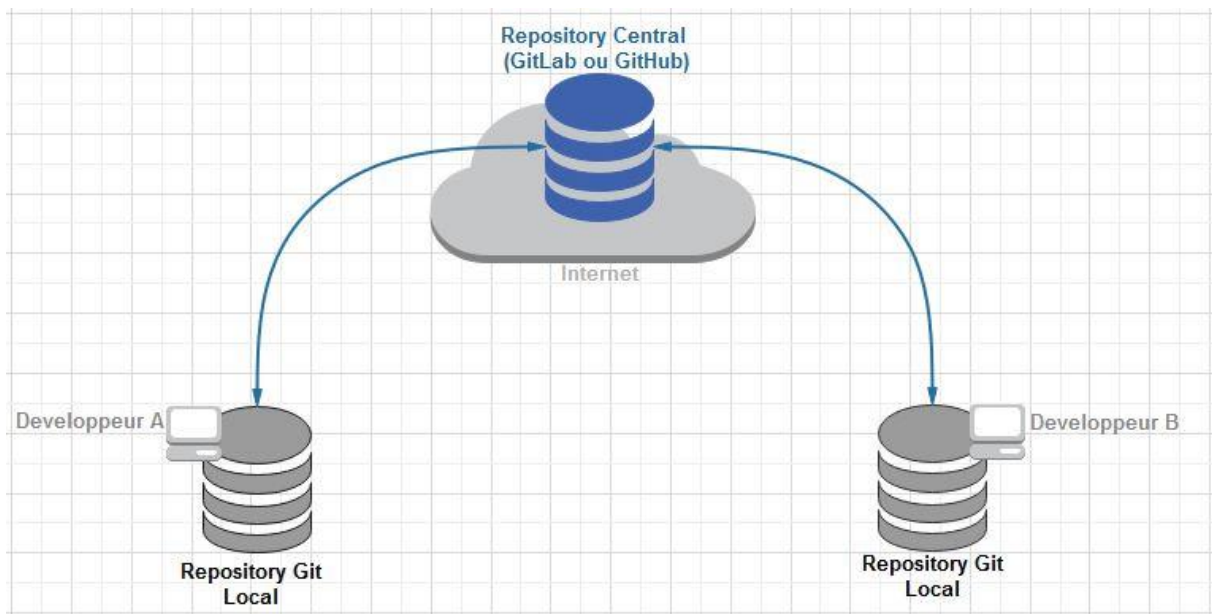 Repository Central
(GitLab ou GitHub)
Internet
Developpeur A
Developpeur B
Repository Git
Local
Repository Git
Local